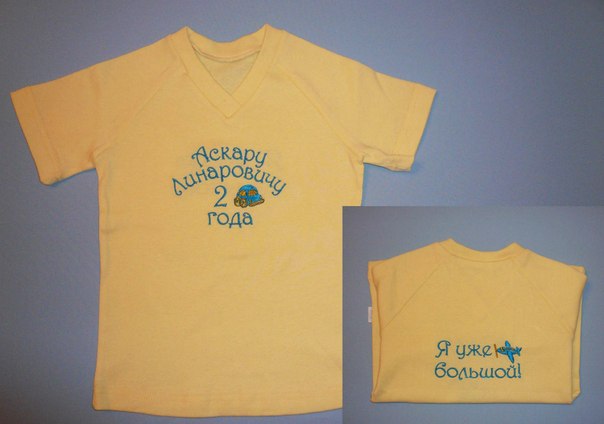 Аскару
Линаровичу
2
года
Я уже
большой!